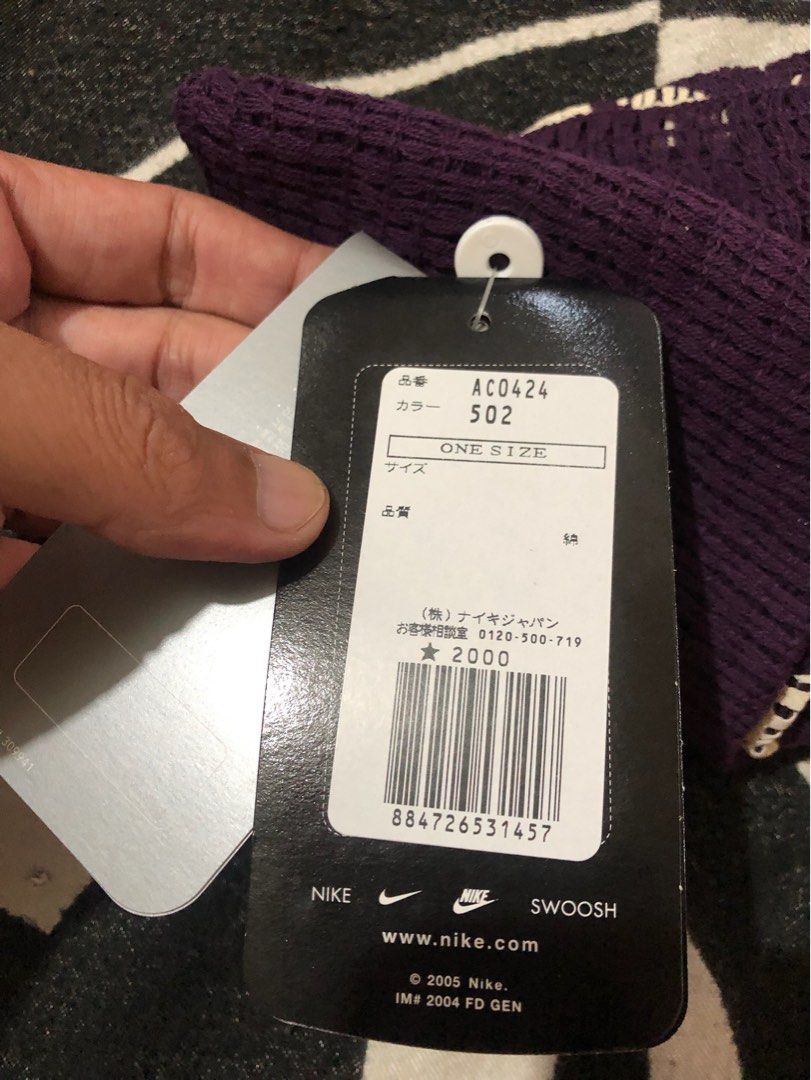 品番 AC0424
カラー 502
ONE SIZE
サイズ
品質
綿
(株)ナイキジャパン
お客様相談室 0120-500-719
★ 2000
884726531457
NIKE NIKE SWOOSH
www.nike.com
© 2005 Nike.
IM# 2004 FD GEN